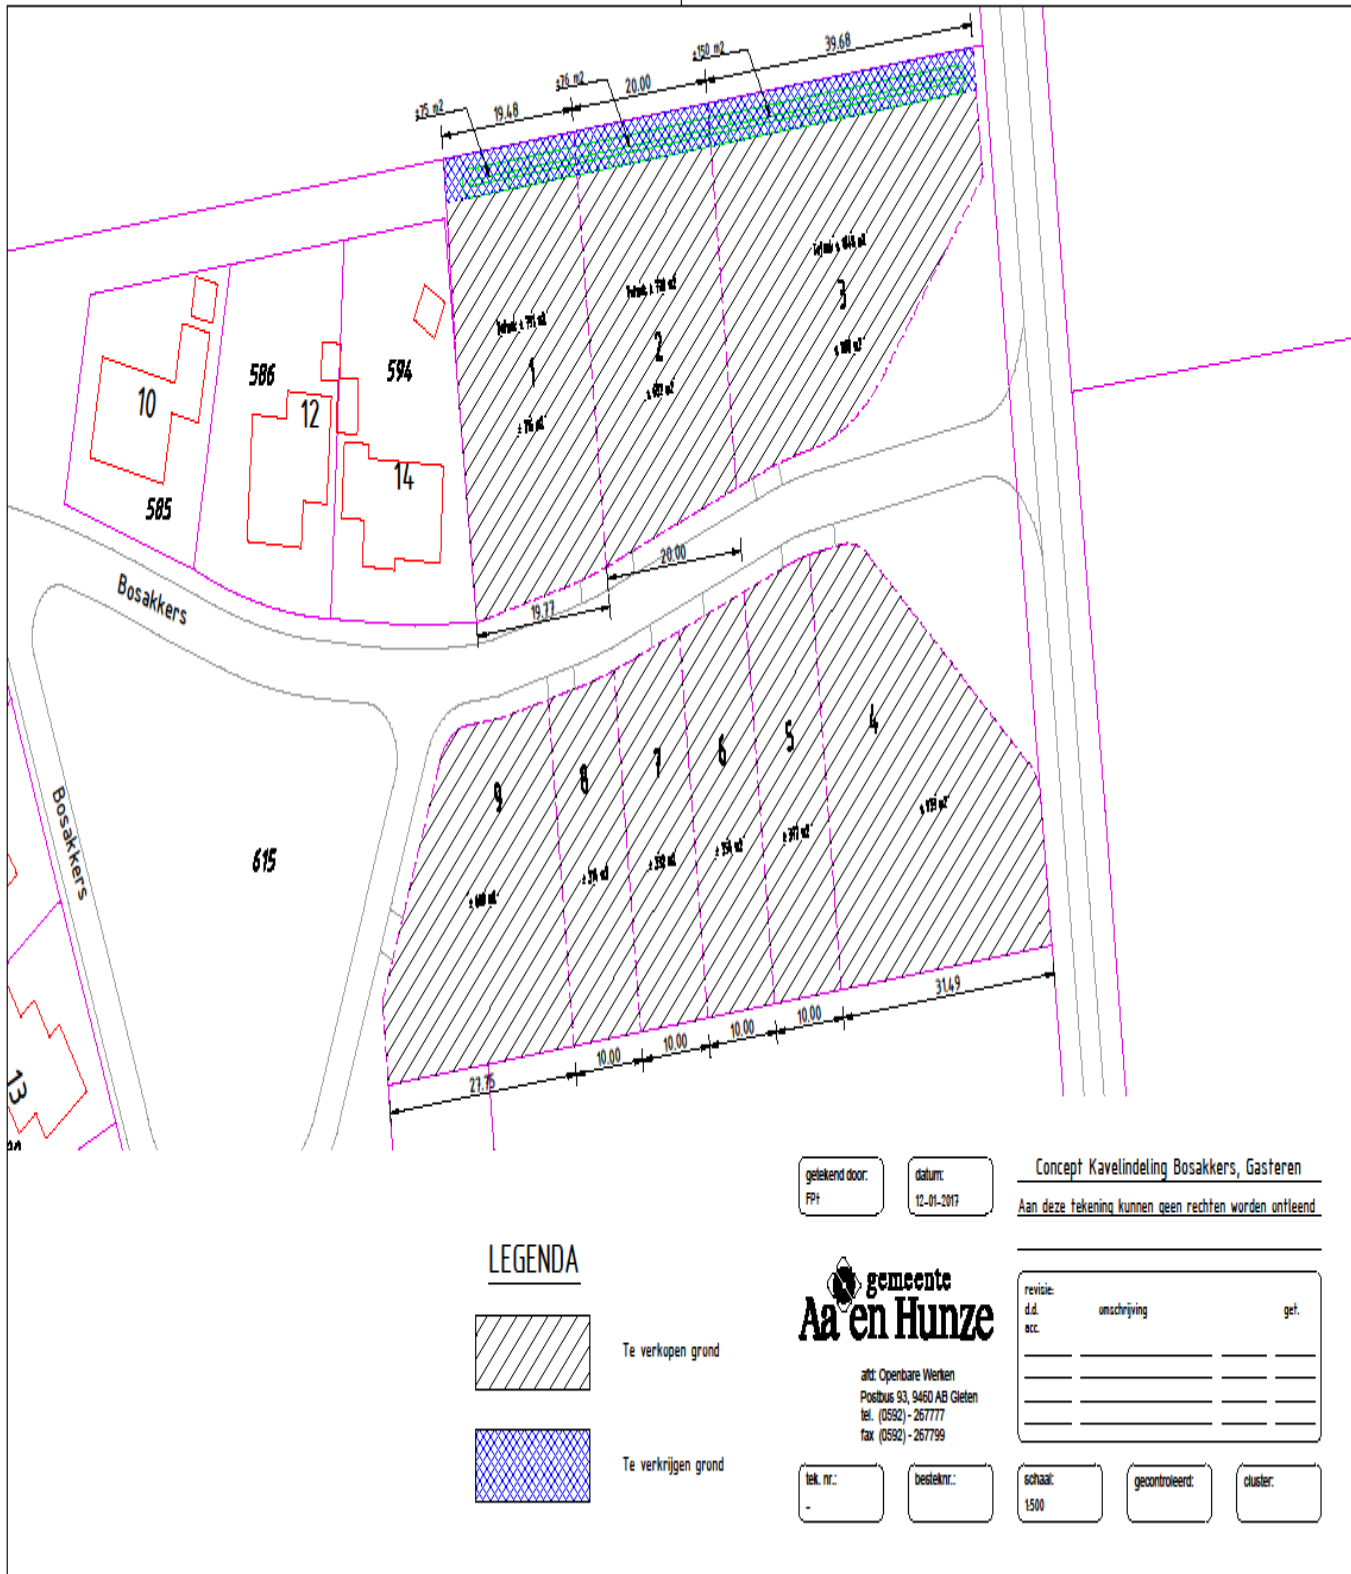 39.68
±150 m2
20.00
±76 m2
19.48
±75 m2
3
2
1
594
586
12
10
14
585
20.00
19.77
Bosakkers
4
5
6
7
8
9
Bosakkers
615
31.49
10.00
10.00
10.00
10.00
27.75
13
getekend door:
FPt
datum:
12-01-2017
Concept Kavelindeling Bosakkers, Gasteren
Aan deze tekening kunnen geen rechten worden ontleend
LEGENDA
Te verkopen grond
Te verkrijgen grond
gemeente
Aa en Hunze
afd: Openbare Werken
Postbus 93, 9460 AB Gieten
tel. (0592) - 267777
fax (0592) - 267799
revisie:
d.d. omschrijving get.
acc.
tek. nr.:
-
besteknr.:
schaal:
1:500
gecontroleerd:
cluster: